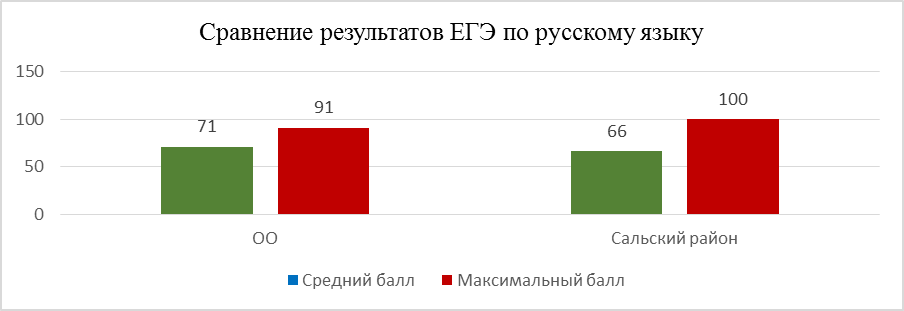 Сравнение результатов ЕГЭ по русскому языку
150
100
50
0
71
91
66
100
ОО
Сальский район
Средний балл
Максимальный балл